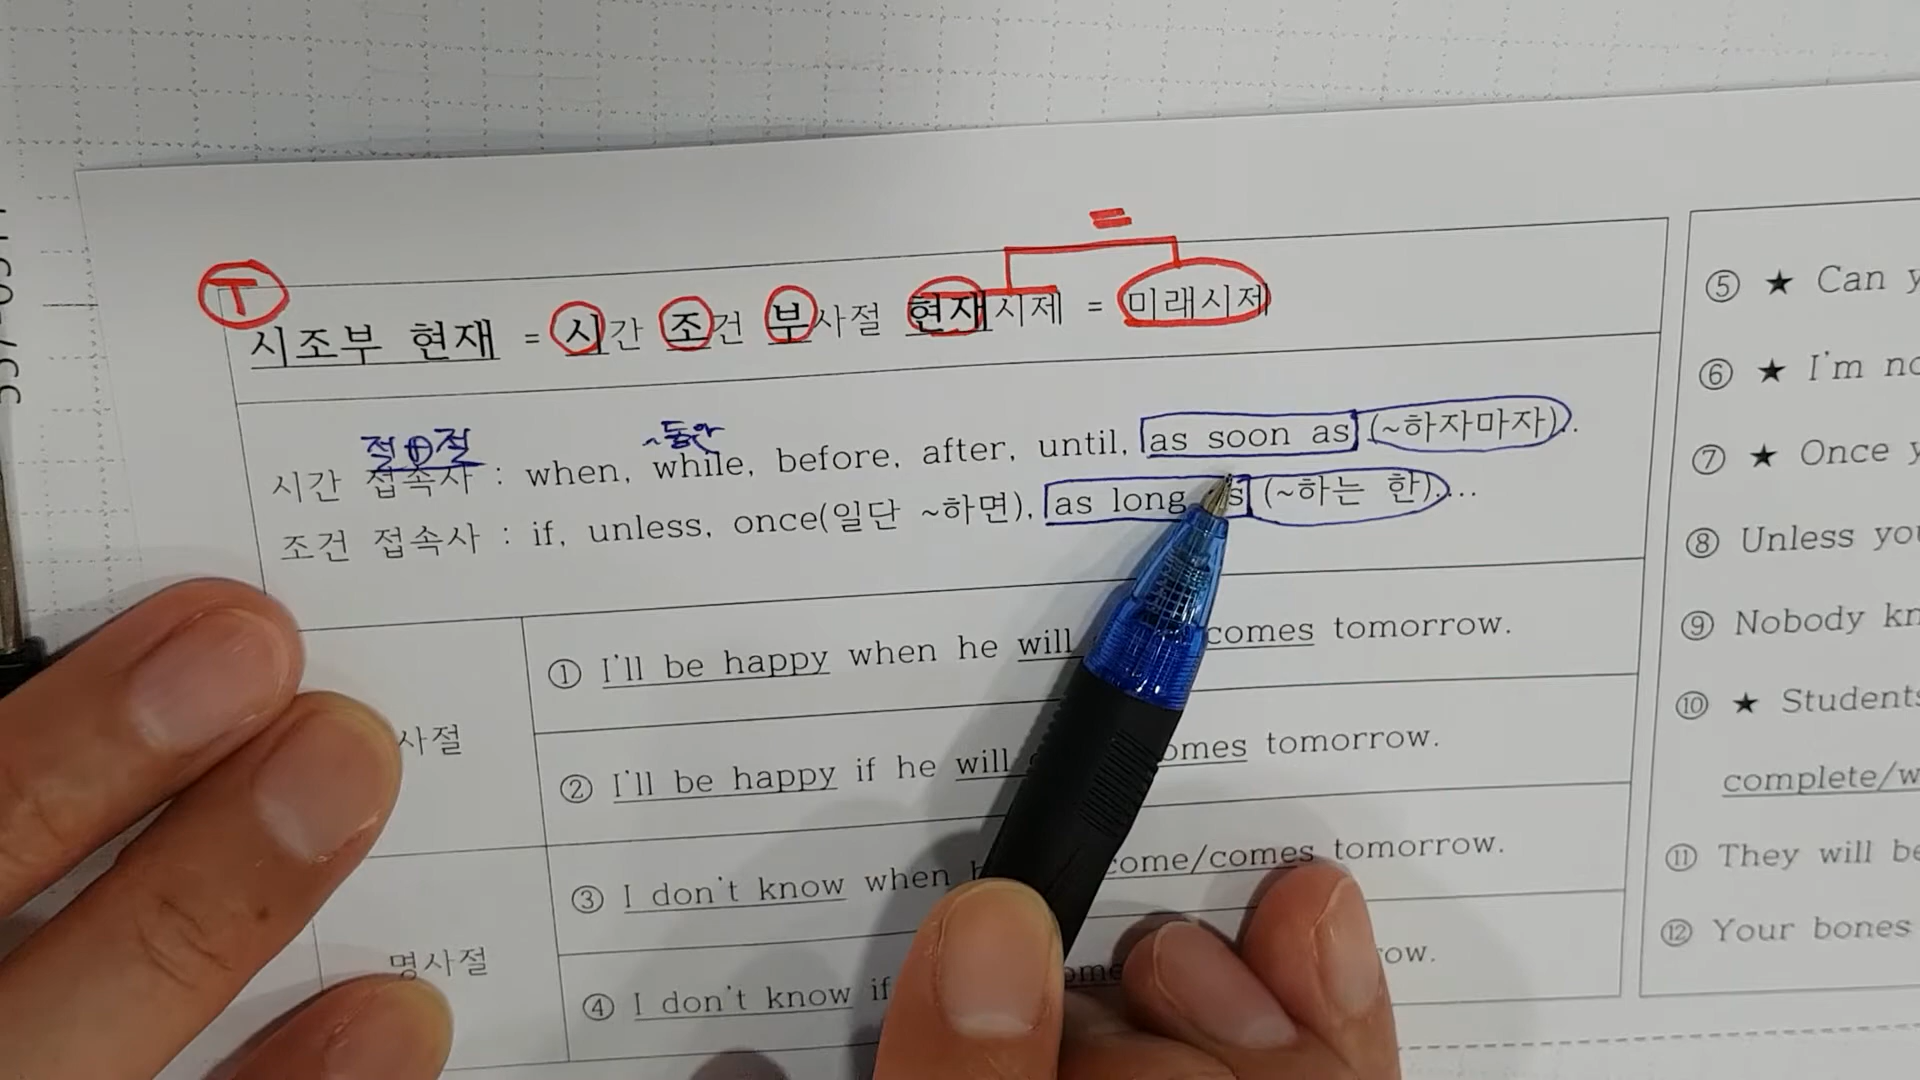 T
=
시조부 현재 = 시간 조건 부사절 현재시제 = 미래시제
절+절
~동안
시간 접속사 : when, while, before, after, until, as soon as (~하자마자)..
조건 접속사 : if, unless, once(일단 ~하면), as long (~하는 한)....
사절
① I'll be happy when he will comes tomorrow.
② I'll be happy if he will tomorrow.
명사절
③ I don't know when come/comes tomorrow.
④ I don't know if
⑤ ★ Can
⑥ ★ I'm
⑦ ★ Once
⑧ Unless
⑨ Nobody
⑩ ★ Students
complete/
⑪ They will
⑫ Your bones